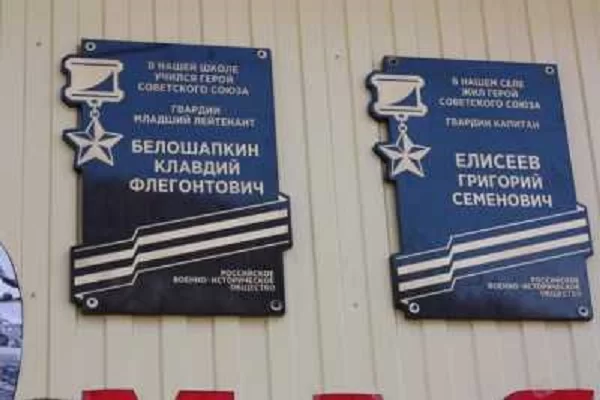 В НАШЕЙ ШКОЛЕ
УЧИЛСЯ ГЕРОЙ
СОВЕТСКОГО СОЮЗА
ГВАРДИИ
МЛАДШИЙ ЛЕЙТЕНАНТ
БЕЛОШАПКИН
КЛАВДИЙ
ФЛЕГОНТОВИЧ
РОССИЙСКОЕ
ВОЕННО-ИСТОРИЧЕСКОЕ
ОБЩЕСТВО
В НАШЕМ СЕЛЕ
ЖИЛ ГЕРОЙ
СОВЕТСКОГО СОЮЗА
ГВАРДИИ КАПИТАН
ЕЛИСЕЕВ
ГРИГОРИЙ
СЕМЕНОВИЧ
РОССИЙСКОЕ
ВОЕННО-ИСТОРИЧЕСКОЕ
ОБЩЕСТВО